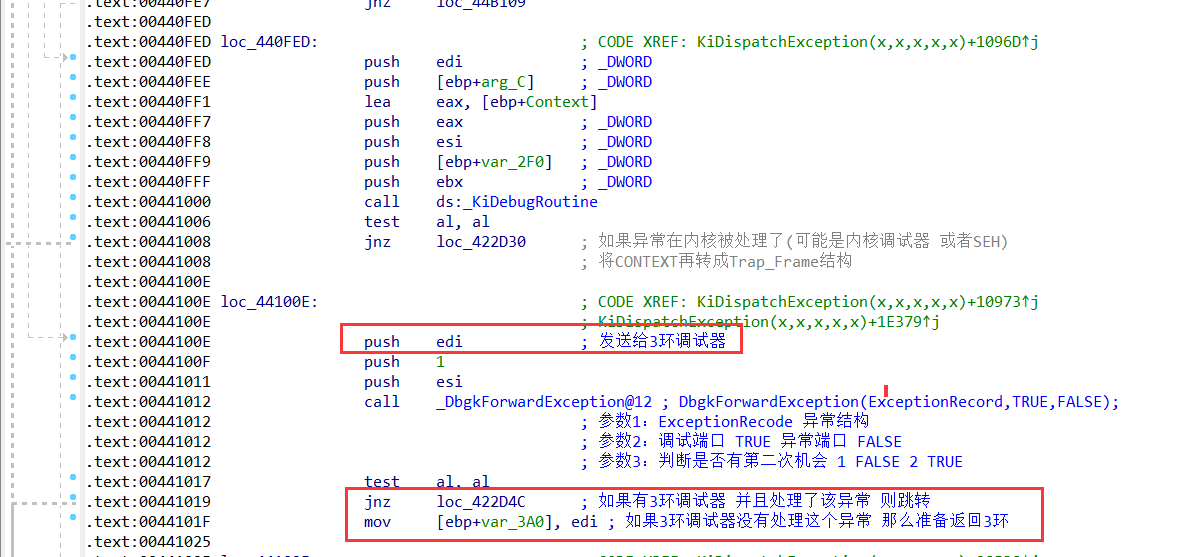 .text:00440FE7 jnz loc_44B109
.text:00440FED
.text:00440FED loc_440FED: ; CODE XREF: KiDispatchException(x,x,x,x,x)+1096D↑j
.text:00440FED push edi ; _DWORD
.text:00440FEE push [ebp+arg_C] ; _DWORD
.text:00440FF1 lea eax, [ebp+Context]
.text:00440FF7 push eax ; _DWORD
.text:00440FF8 push esi ; _DWORD
.text:00440FF9 push [ebp+var_2F0] ; _DWORD
.text:00440FFF push ebx ; _DWORD
.text:00441000 call ds:_KiDebugRoutine
.text:00441006 test al, al
.text:00441008 jnz loc_422D30 ; 如果异常在内核被处理了(可能是内核调试器 或者SEH)
.text:00441008 ; 将CONTEXT再转成Trap_Frame结构
.text:0044100E
.text:0044100E loc_44100E: ; CODE XREF: KiDispatchException(x,x,x,x,x)+10973↑j
.text:0044100E ; KiDispatchException(x,x,x,x,x)+1E379↑j
.text:0044100E push edi ; 发送给3环调试器
.text:0044100F push 1
.text:00441011 push esi
.text:00441012 call _DbgkForwardException@12 ; DbgkForwardException(ExceptionRecord,TRUE,FALSE);
.text:00441012 ; 参数1：ExceptionRecode 异常结构
.text:00441012 ; 参数2：调试端口 TRUE 异常端口 FALSE
.text:00441012 ; 参数3：判断是否有第二次机会 1 FALSE 2 TRUE
.text:00441017 test al, al
.text:00441019 jnz loc_422D4C ; 如果有3环调试器 并且处理了该异常 则跳转
.text:0044101F mov [ebp+var_3A0], edi ; 如果3环调试器没有处理这个异常 那么准备返回3环
.text:00441025